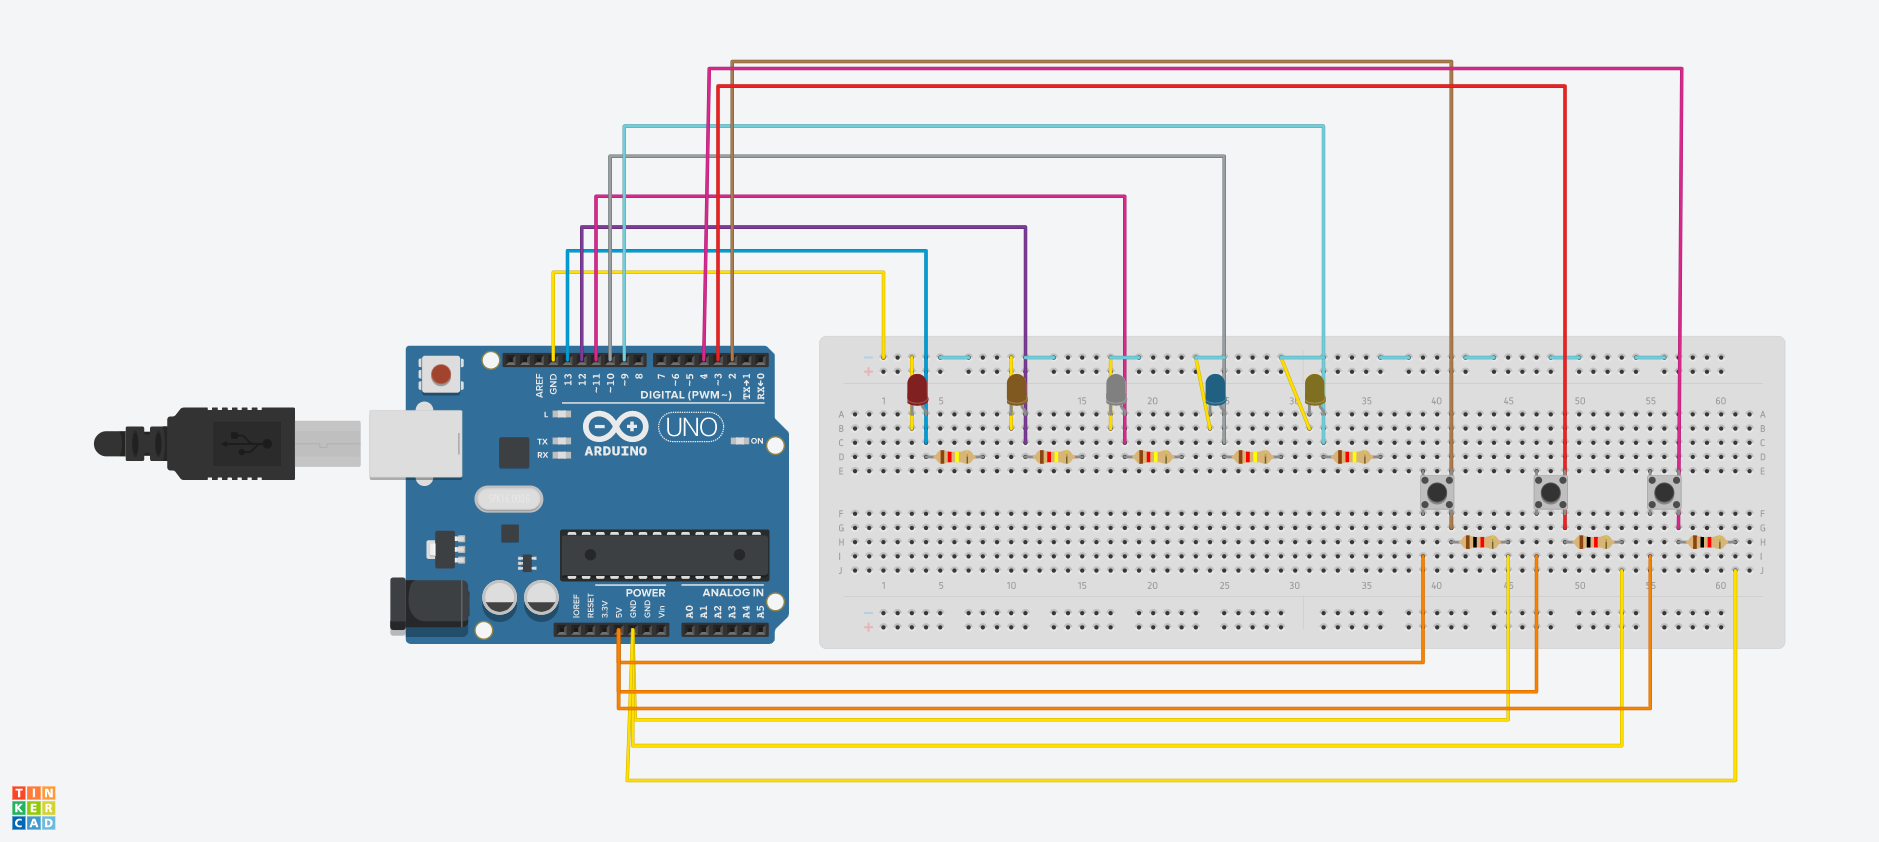 AREF
GND
13
12
~11
~10
~9
8
7
~6
~5
4
~3
2
TX→1
RX←0
DIGITAL (PWM~)
L
TX
RX
ARDUINO
UNO
ON
POWER
ANALOG IN
IOREF
RESET
3.3V
5V
GND
GND
Vin
A0
A1
A2
A3
A4
A5
− 
+
1 5 10 15 20 25 30 35 40 45 50 55 60
A A
B B
C C
D D
E E
F F
G G
H H
I I
J J
1 5 10 15 20 25 30 35 40 45 50 55 60
−
+
TIN
KER
CAD